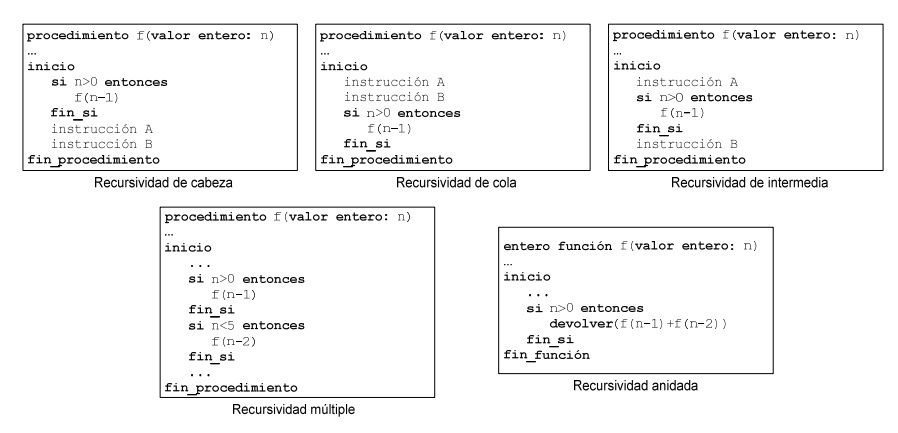 procedimiento f(valor entero: n)
…
inicio
si n>0 entonces
f(n-1)
fin_si
instrucción A
instrucción B
fin_procedimiento
Recursividad de cabeza
procedimiento f(valor entero: n)
…
inicio
instrucción A
instrucción B
si n>0 entonces
f(n-1)
fin_si
fin_procedimiento
Recursividad de cola
procedimiento f(valor entero: n)
…
inicio
instrucción A
si n>0 entonces
f(n-1)
fin_si
instrucción B
fin_procedimiento
Recursividad de intermedia
procedimiento f(valor entero: n)
…
inicio
...
si n>0 entonces
f(n-1)
fin_si
si n<5 entonces
f(n-2)
fin_si
...
fin_procedimiento
Recursividad múltiple
entero función f(valor entero: n)
…
inicio
...
si n>0 entonces
devolver(f(n-1)+f(n-2))
fin_si
fin_función
Recursividad anidada